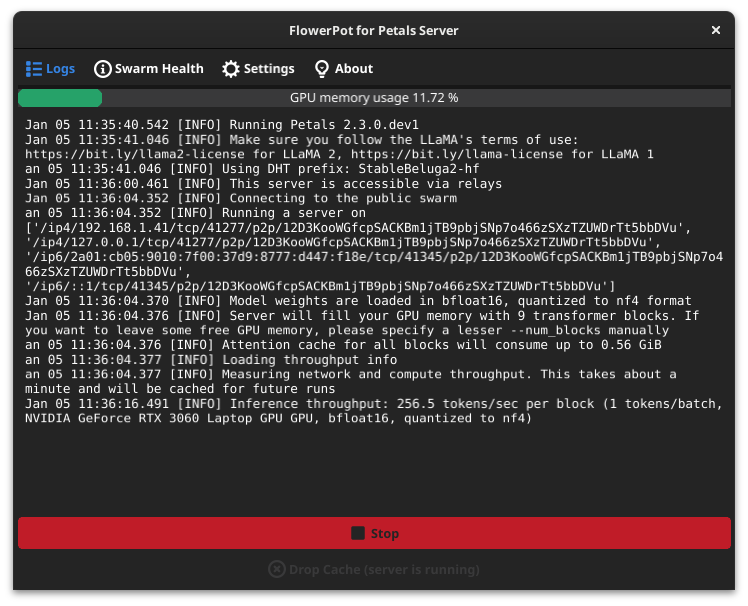 FlowerPot for Petals Server
Logs
Swarm Health
Settings
About
GPU memory usage 11.72 %
Jan 05 11:35:40.542 [INFO] Running Petals 2.3.0.dev1
Jan 05 11:35:41.046 [INFO] Make sure you follow the LLaMA's terms of use:
https://bit.ly/llama2-license for LLaMA 2, https://bit.ly/llama-license for LLaMA 1
an 05 11:35:41.046 [INFO] Using DHT prefix: StableBeluga2-hf
Jan 05 11:36:00.461 [INFO] This server is accessible via relays
Jan 05 11:36:04.352 [INFO] Connecting to the public swarm
an 05 11:36:04.352 [INFO] Running a server on
['/ip4/192.168.1.41/tcp/41277/p2p/12D3KooWGfcpSACKBm1jTB9pbjSNp7o466zSXzTZUWDrTt5bbDVu',
'/ip4/127.0.0.1/tcp/41277/p2p/12D3KooWGfcpSACKBm1jTB9pbjSNp7o466zSXzTZUWDrTt5bbDVu',
'/ip6/2a01:cb05:9010:7f00:37d9:8777:d447:f18e/tcp/41345/p2p/12D3KooWGfcpSACKBm1jTB9pbjSNp7o4
66zSXzTZUWDrTt5bbDVu',
'/ip6/::1/tcp/41345/p2p/12D3KooWGfcpSACKBm1jTB9pbjSNp7o466zSXzTZUWDrTt5bbDVu']
Jan 05 11:36:04.370 [INFO] Model weights are loaded in bfloat16, quantized to nf4 format
Jan 05 11:36:04.376 [INFO] Server will fill your GPU memory with 9 transformer blocks. If
you want to leave some free GPU memory, please specify a lesser --num_blocks manually
an 05 11:36:04.376 [INFO] Attention cache for all blocks will consume up to 0.56 GiB
an 05 11:36:04.377 [INFO] Loading throughput info
an 05 11:36:04.377 [INFO] Measuring network and compute throughput. This takes about a
minute and will be cached for future runs
Jan 05 11:36:16.491 [INFO] Inference throughput: 256.5 tokens/sec per block (1 tokens/batch,
NVIDIA GeForce RTX 3060 Laptop GPU GPU, bfloat16, quantized to nf4)
Stop
Drop Cache (server is running)